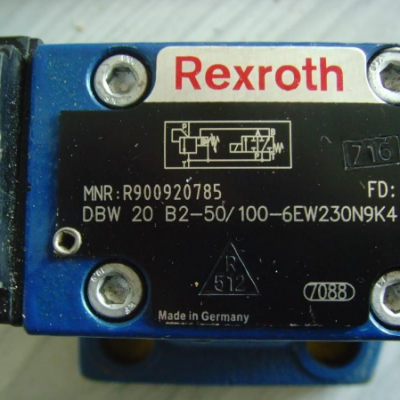 Rexroth
716
MNR:R900920785 FD:
DBW 20 B2-50/100-6EW230N9K4
R
512
7088
Made in Germany